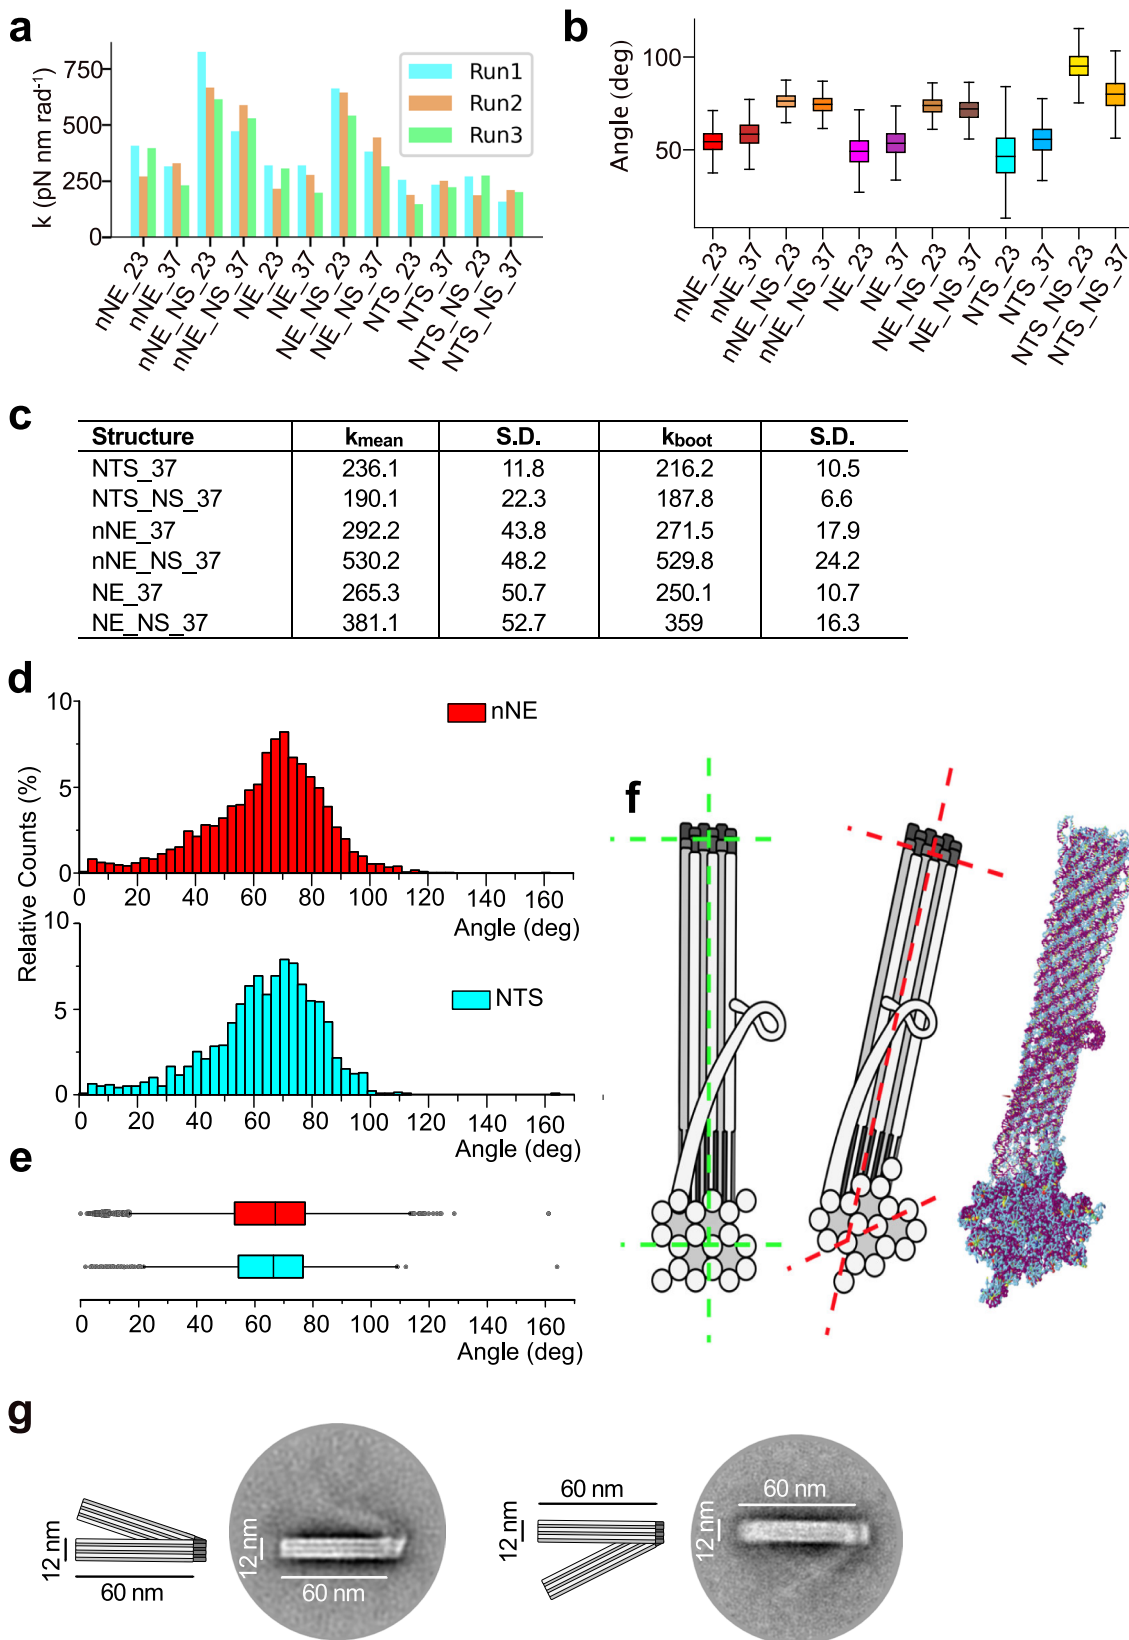 a
k (pN nm rad⁻¹)
750
500
250
0
Run1
Run2
Run3
nNE_23
nNE_37
nNE_NS_23
nNE_NS_37
NE_23
NE_37
NE_NS_23
NE_NS_37
NTS_23
NTS_37
NTS_NS_23
NTS_NS_37
b
Angle (deg)
100
50
nNE_23
nNE_37
nNE_NS_23
nNE_NS_37
NE_23
NE_37
NE_NS_23
NE_NS_37
NTS_23
NTS_37
NTS_NS_23
NTS_NS_37
c
Structure kmean S.D. kboot S.D.
NTS_37 236.1 11.8 216.2 10.5
NTS_NS_37 190.1 22.3 187.8 6.6
nNE_37 292.2 43.8 271.5 17.9
nNE_NS_37 530.2 48.2 529.8 24.2
NE_37 265.3 50.7 250.1 10.7
NE_NS_37 381.1 52.7 359 16.3
d
Relative Counts (%)
10
5
0
nNE
0 20 40 60 80 100 120 140 160
Angle (deg)
10
5
0
NTS
0 20 40 60 80 100 120 140 160
Angle (deg)
e
0 20 40 60 80 100 120 140 160
Angle (deg)
f
g
12 nm
60 nm
12 nm
60 nm
60 nm
12 nm
60 nm
12 nm